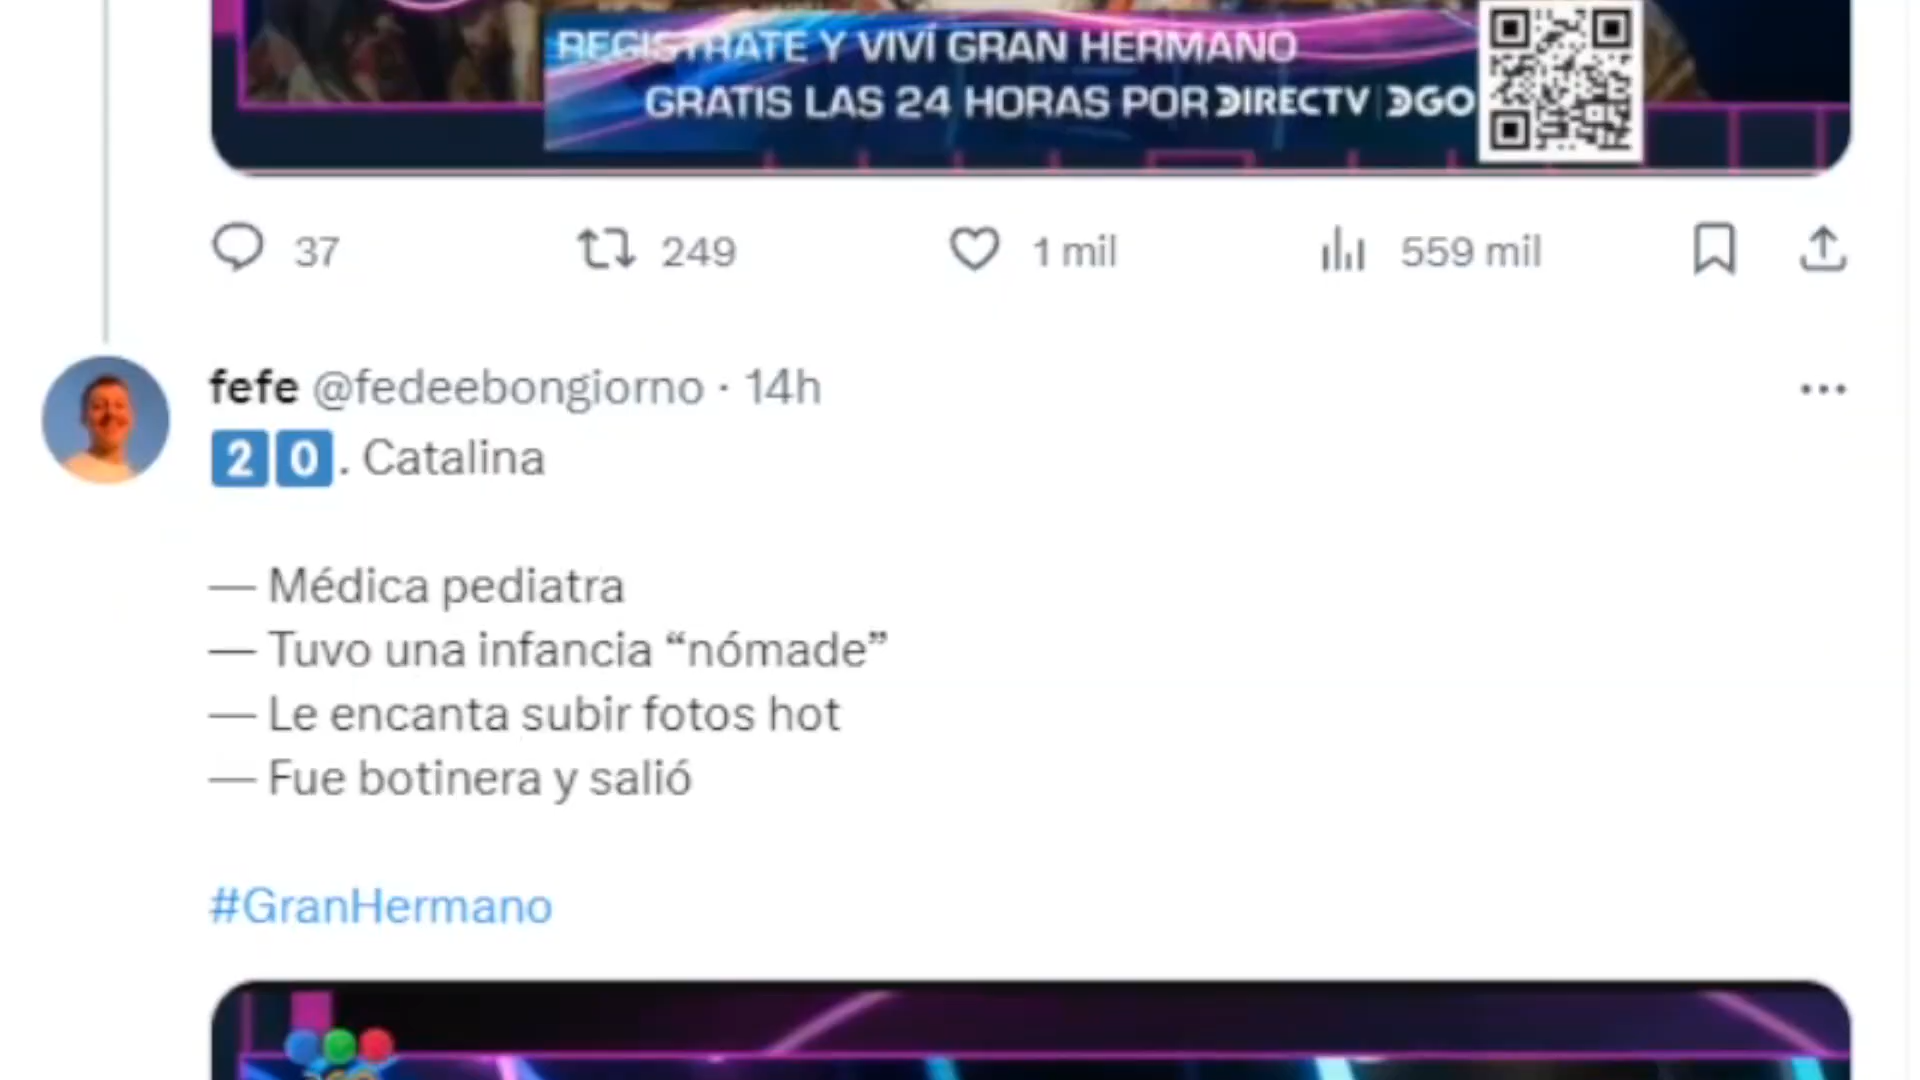 REGISTRATE Y VIVÍ GRAN HERMANO
GRATIS LAS 24 HORAS POR DIRECTV | DGO
37 249 1 mil 559 mil
fefe @fedeebongiorno · 14h
20. Catalina
— Médica pediatra
— Tuvo una infancia “nómade”
— Le encanta subir fotos hot
— Fue botinera y salió
#GranHermano